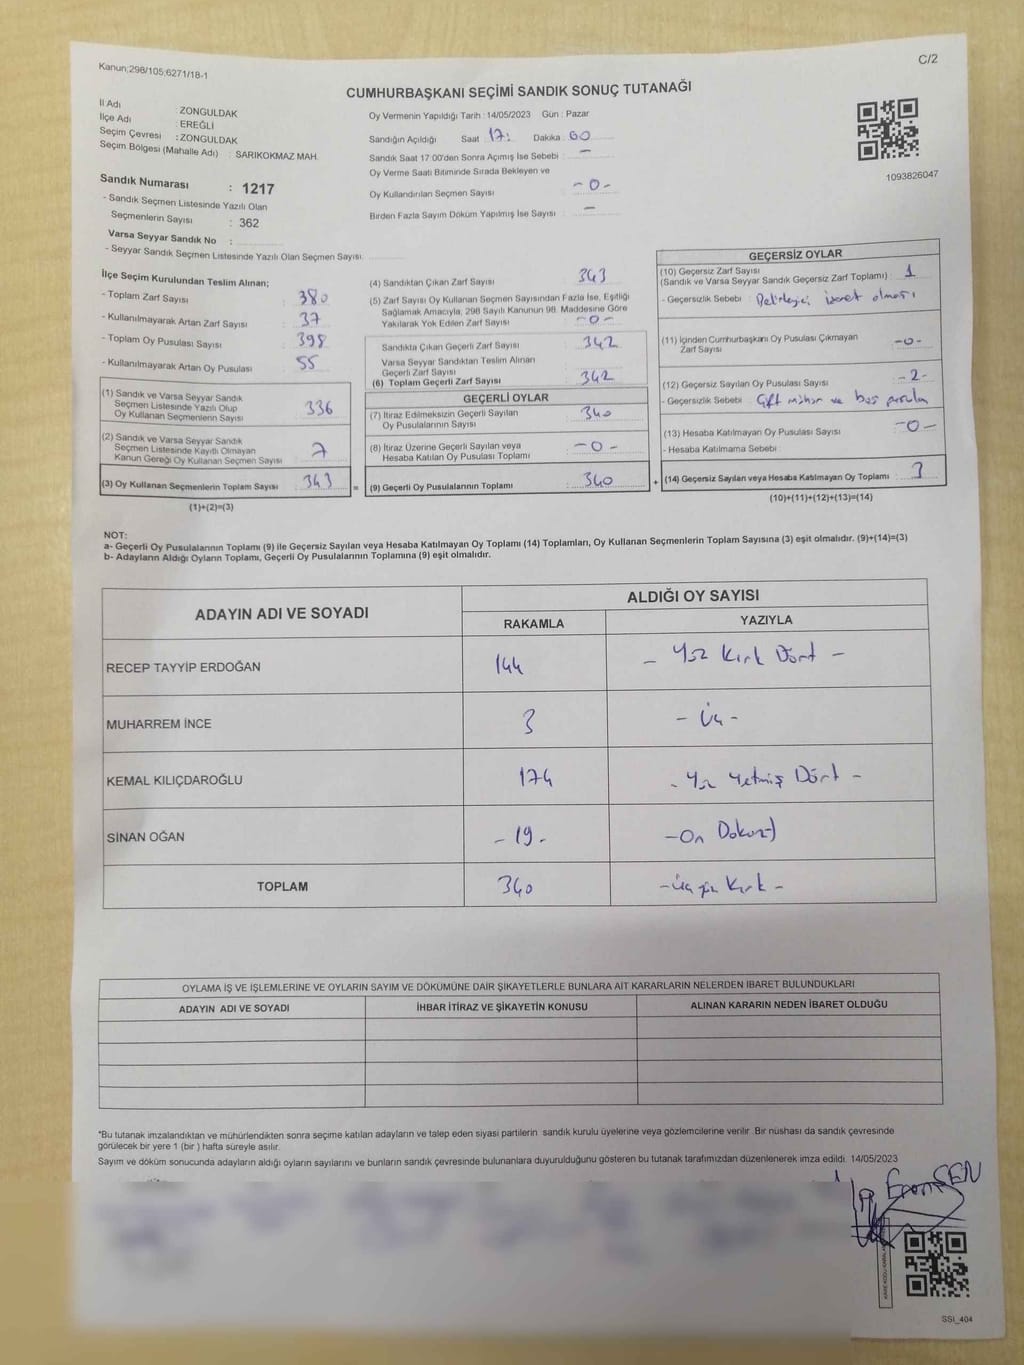 Kanun;298/105;6271/18-1
C/2
CUMHURBAŞKANI SEÇİMİ SANDIK SONUÇ TUTANAĞI
İl Adı : ZONGULDAK
İlçe Adı : EREĞLİ
Seçim Çevresi : ZONGULDAK
Seçim Bölgesi (Mahalle Adı) : SARIKOKMAZ MAH.
Sandık Numarası : 1217
- Sandık Seçmen Listesinde Yazılı Olan
Seçmenlerin Sayısı : 362
Varsa Seyyar Sandık No :
- Seyyar Sandık Seçmen Listesinde Yazılı Olan Seçmen Sayısı:
Oy Vermenin Yapıldığı Tarih : 14/05/2023 Gün : Pazar
Sandığın Açıldığı Saat 17: Dakika : 00
Sandık Saat 17:00'den Sonra Açımış İse Sebebi : -
Oy Verme Saati Bitiminde Sırada Bekleyen ve
Oy Kullandırılan Seçmen Sayısı -0-
Birden Fazla Sayım Döküm Yapılmış İse Sayısı : -
1093826047
İlçe Seçim Kurulundan Teslim Alınan;
- Toplam Zarf Sayısı : 380
- Kullanılmayarak Artan Zarf Sayısı : 37
- Toplam Oy Pusulası Sayısı : 398
- Kullanılmayarak Artan Oy Pusulası : 55
(1) Sandık ve Varsa Seyyar Sandık
Seçmen Listesinde Yazılı Olup
Oy Kullanan Seçmenlerin Sayısı : 336
(2) Sandık ve Varsa Seyyar Sandık
Seçmen Listesinde Kayıtlı Olmayan
Kanun Gereği Oy Kullanan Seçmen Sayısı : 7
(3) Oy Kullanan Seçmenlerin Toplam Sayısı : 343
(1)+(2)=(3)
(4) Sandıktan Çıkan Zarf Sayısı : 343
(5) Zarf Sayısı Oy Kullanan Seçmen Sayısından Fazla İse, Eşitliği
Sağlamak Amacıyla, 298 Sayılı Kanunun 98. Maddesine Göre
Yakılarak Yok Edilen Zarf Sayısı : -0-
Sandıkta Çıkan Geçerli Zarf Sayısı : 342
Varsa Seyyar Sandıktan Teslim Alınan
Geçerli Zarf Sayısı
(6) Toplam Geçerli Zarf Sayısı : 342
GEÇERLİ OYLAR
(7) İtiraz Edilmeksizin Geçerli Sayılan
Oy Pusulalarının Sayısı : 340
(8) İtiraz Üzerine Geçerli Sayılan veya
Hesaba Katılan Oy Pusulası Toplamı : -0-
= (9) Geçerli Oy Pusulalarının Toplamı : 340 +
GEÇERSİZ OYLAR
(10) Geçersiz Zarf Sayısı
(Sandık ve Varsa Seyyar Sandık Geçersiz Zarf Toplamı) : 1
- Geçersizlik Sebebi : Belirleyici işaret olması
(11) İçinden Cumhurbaşkanı Oy Pusulası Çıkmayan
Zarf Sayısı : -0-
(12) Geçersiz Sayılan Oy Pusulası Sayısı : -2-
- Geçersizlik Sebebi : Çift mühür ve boş pusula
(13) Hesaba Katılmayan Oy Pusulası Sayısı : -0-
- Hesaba Katılmama Sebebi :
(14) Geçersiz Sayılan veya Hesaba Katılmayan Oy Toplamı : 3
(10)+(11)+(12)+(13)=(14)
NOT:
a- Geçerli Oy Pusulalarının Toplamı (9) ile Geçersiz Sayılan veya Hesaba Katılmayan Oy Toplamı (14) Toplamları, Oy Kullanan Seçmenlerin Toplam Sayısına (3) eşit olmalıdır. (9)+(14)=(3)
b- Adayların Aldığı Oyların Toplamı, Geçerli Oy Pusulalarının Toplamına (9) eşit olmalıdır.
ADAYIN ADI VE SOYADI
ALDIĞI OY SAYISI
RAKAMLA YAZIYLA
RECEP TAYYİP ERDOĞAN 144 - Yüz Kırk Dört -
MUHARREM İNCE 3 - Üç -
KEMAL KILIÇDAROĞLU 174 - Yüz Yetmiş Dört -
SİNAN OĞAN - 19 - - On Dokuz -
TOPLAM 340 - Üç yüz Kırk -
OYLAMA İŞ VE İŞLEMLERİNE VE OYLARIN SAYIM VE DÖKÜMÜNE DAİR ŞİKAYETLERLE BUNLARA AİT KARARLARIN NELERDEN İBARET BULUNDUKLARI
ADAYIN ADI VE SOYADI İHBAR İTİRAZ VE ŞİKAYETİN KONUSU ALINAN KARARIN NEDEN İBARET OLDUĞU
*Bu tutanak imzalandıktan ve mühürlendikten sonra seçime katılan adayların ve talep eden siyasi partilerin sandık kurulu üyelerine veya gözlemcilerine verilir. Bir nüshası da sandık çevresinde
görülecek bir yere 1 (bir ) hafta süreyle asılır.
Sayım ve döküm sonucunda adayların aldığı oyların sayılarını ve bunların sandık çevresinde bulunanlara duyurulduğunu gösteren bu tutanak tarafımızdan düzenlenerek imza edildi. 14/05/2023
ŞEN
SSİ_404